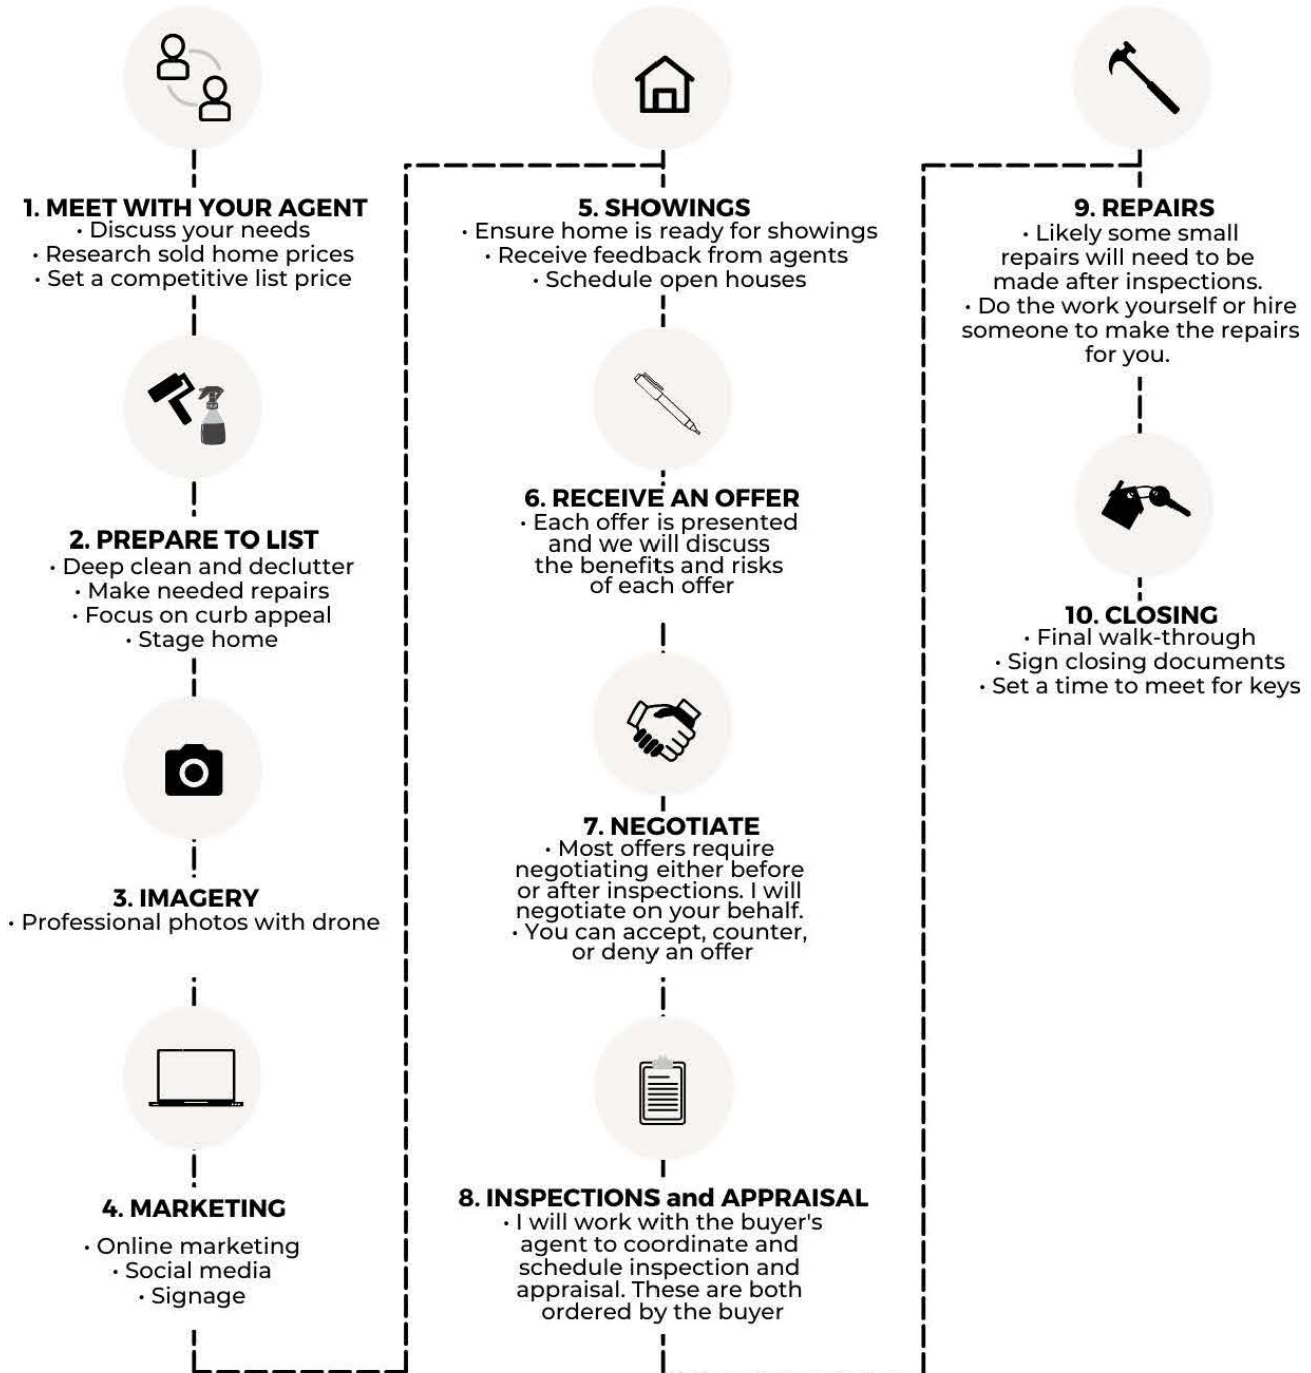 1. MEET WITH YOUR AGENT
• Discuss your needs
• Research sold home prices
• Set a competitive list price
2. PREPARE TO LIST
• Deep clean and declutter
• Make needed repairs
• Focus on curb appeal
• Stage home
3. IMAGERY
• Professional photos with drone
4. MARKETING
• Online marketing
• Social media
• Signage
5. SHOWINGS
• Ensure home is ready for showings
• Receive feedback from agents
• Schedule open houses
6. RECEIVE AN OFFER
• Each offer is presented
and we will discuss
the benefits and risks
of each offer
7. NEGOTIATE
• Most offers require
negotiating either before
or after inspections. I will
negotiate on your behalf.
• You can accept, counter,
or deny an offer
8. INSPECTIONS and APPRAISAL
• I will work with the buyer's
agent to coordinate and
schedule inspection and
appraisal. These are both
ordered by the buyer
9. REPAIRS
• Likely some small
repairs will need to be
made after inspections.
• Do the work yourself or hire
someone to make the repairs
for you.
10. CLOSING
• Final walk-through
• Sign closing documents
• Set a time to meet for keys